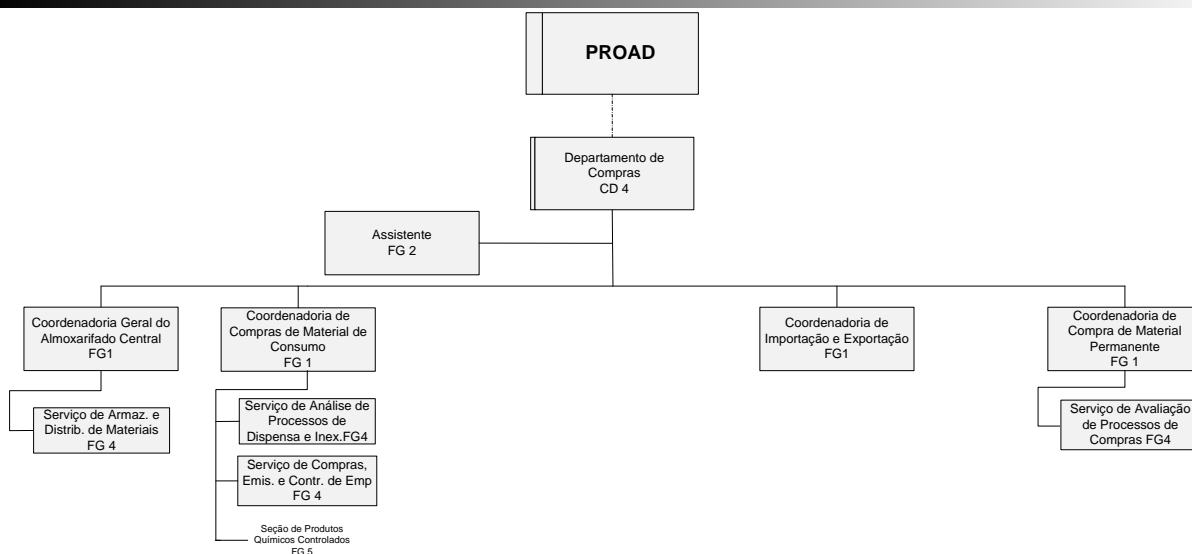 PROAD
Departamento de
Compras
CD 4
Assistente
FG 2
Coordenadoria Geral do
Almoxarifado Central
FG1
Coordenadoria de
Compras de Material de
Consumo
FG 1
Coordenadoria de
Importação e Exportação
FG1
Coordenadoria de
Compra de Material
Permanente
FG 1
Serviço de Armaz. e
Distrib. de Materiais
FG 4
Serviço de Análise de
Processos de
Dispensa e Inex.FG4
Serviço de Compras,
Emis. e Contr. de Emp
FG 4
Seção de Produtos
Químicos Controlados
FG 5
Serviço de Avaliação
de Processos de
Compras FG4